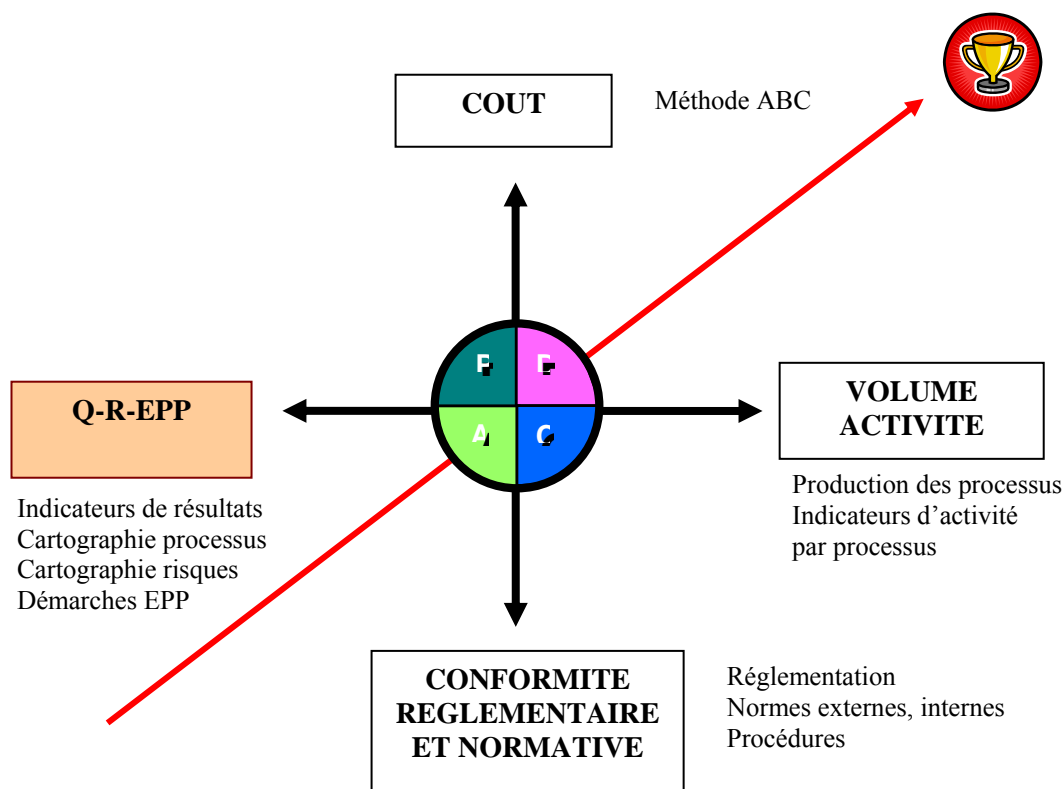 COUT
Méthode ABC
Q-R-EPP
VOLUME
ACTIVITE
Indicateurs de résultats
Cartographie processus
Cartographie risques
Démarches EPP
Production des processus
Indicateurs d’activité
par processus
CONFORMITE
REGLEMENTAIRE
ET NORMATIVE
Réglementation
Normes externes, internes
Procédures
A